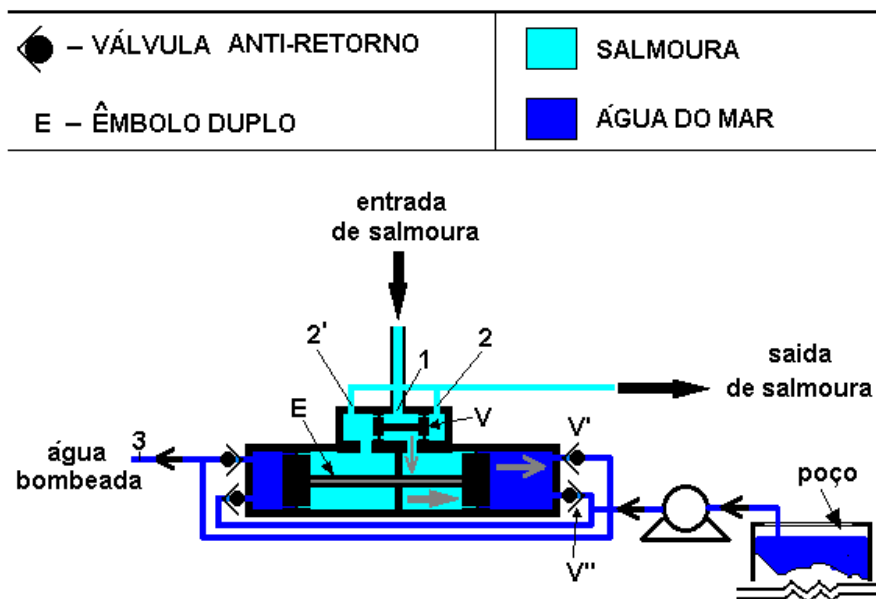 – VÁLVULA ANTI-RETORNO
SALMOURA
E – ÊMBOLO DUPLO
ÁGUA DO MAR
entrada
de salmoura
2'
1
2
saida
de salmoura
E
V
V'
3
água
bombeada
poço
V''